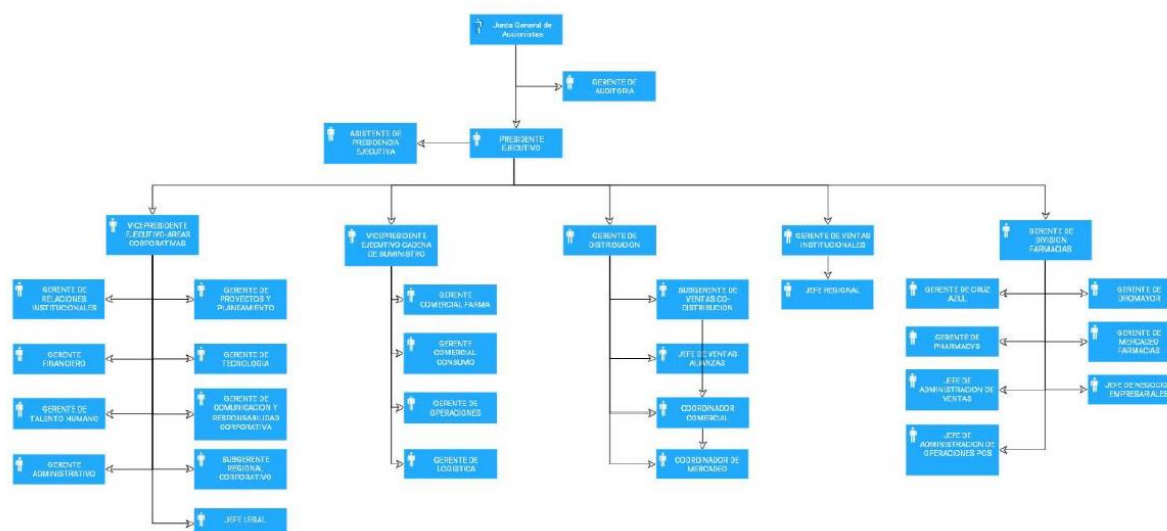 Junta General de
Accionistas
GERENTE DE
AUDITORIA
ASISTENTE DE
PRESIDENCIA
EJECUTIVA
PRESIDENTE
EJECUTIVO
VICEPRESIDENTE
EJECUTIVO-AREAS
CORPORATIVAS
VICEPRESIDENTE
EJECUTIVO-CADENA
DE SUMINISTRO
GERENTE DE
DISTRIBUCION
GERENTE DE VENTAS
INSTITUCIONALES
GERENTE DE
DIVISION
FARMACIAS
GERENTE DE
RELACIONES
INSTITUCIONALES
GERENTE DE
PROYECTOS Y
PLANEAMIENTO
GERENTE
FINANCIERO
GERENTE DE
TECNOLOGIA
GERENTE DE
TALENTO HUMANO
GERENTE DE
COMUNICACION Y
RESPONSABILIDAD
CORPORATIVA
GERENTE
ADMINISTRATIVO
SUBGERENTE
REGIONAL
CORPORATIVO
JEFE LEGAL
GERENTE
COMERCIAL FARMA
GERENTE
COMERCIAL
CONSUMO
GERENTE DE
OPERACIONES
GERENTE DE
LOGISTICA
SUBGERENTE DE
VENTAS CO-
DISTRIBUCION
JEFE DE VENTAS
ALIANZAS
COORDINADOR
COMERCIAL
COORDINADOR DE
MERCADEO
JEFE REGIONAL
GERENTE DE CRUZ
AZUL
GERENTE DE
DROMAYOR
GERENTE DE
PHARMACYS
GERENTE DE
MERCADEO
FARMACIAS
JEFE DE
ADMINISTRACION DE
VENTAS
JEFE DE NEGOCIO
EMPRESARIALES
JEFE DE
ADMINISTRACION DE
OPERACIONES POS